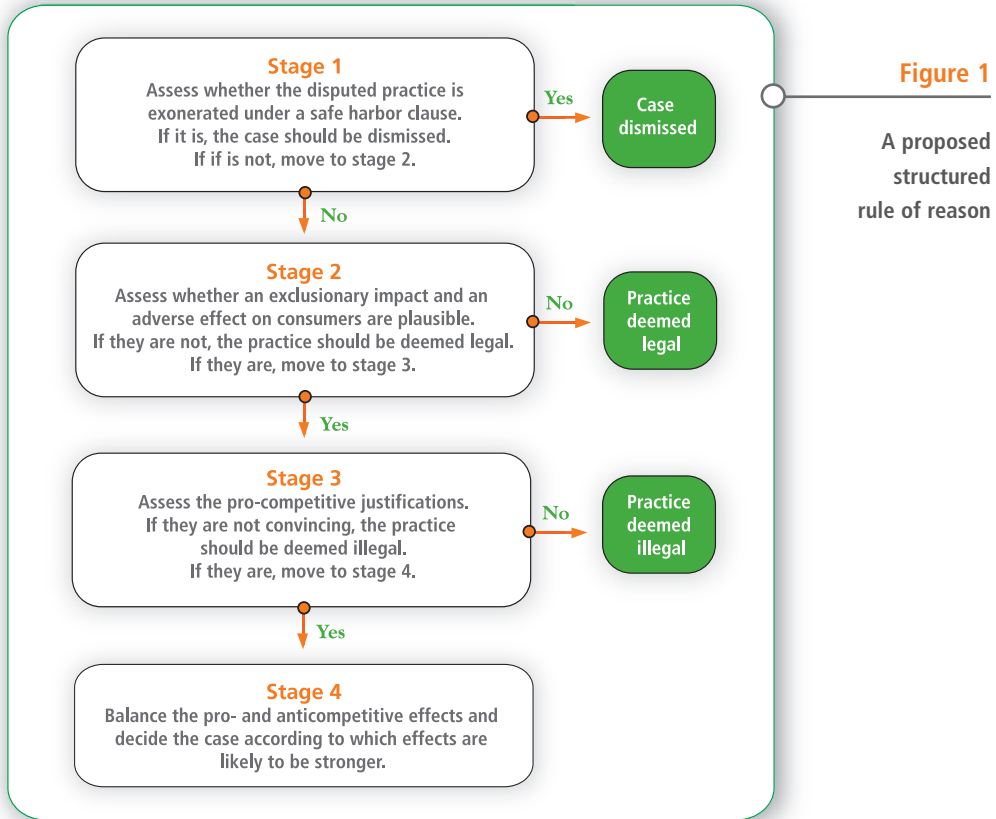 Stage 1
Assess whether the disputed practice is
exonerated under a safe harbor clause.
If it is, the case should be dismissed.
If if is not, move to stage 2.
Yes
Case
dismissed
No
Stage 2
Assess whether an exclusionary impact and an
adverse effect on consumers are plausible.
If they are not, the practice should be deemed legal.
If they are, move to stage 3.
No
Practice
deemed
legal
Yes
Stage 3
Assess the pro-competitive justifications.
If they are not convincing, the practice
should be deemed illegal.
If they are, move to stage 4.
No
Practice
deemed
illegal
Yes
Stage 4
Balance the pro- and anticompetitive effects and
decide the case according to which effects are
likely to be stronger.
Figure 1
A proposed
structured
rule of reason